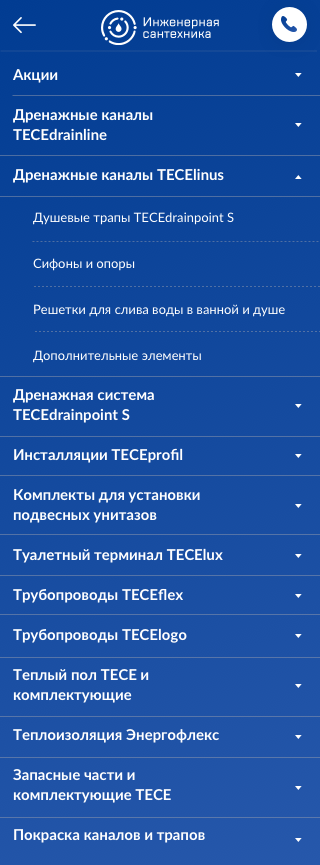 Инженерная
сантехника
Акции
Дренажные каналы
TECEdrainline
Дренажные каналы TECElinus
Душевые трапы TECEdrainpoint S
Сифоны и опоры
Решетки для слива воды в ванной и душе
Дополнительные элементы
Дренажная система
TECEdrainpoint S
Инсталляции TECEprofil
Комплекты для установки
подвесных унитазов
Туалетный терминал TECElux
Трубопроводы TECEflex
Трубопроводы TECElogo
Теплый пол TECE и
комплектующие
Теплоизоляция Энергофлекс
Запасные части и
комплектующие TECE
Покраска каналов и трапов